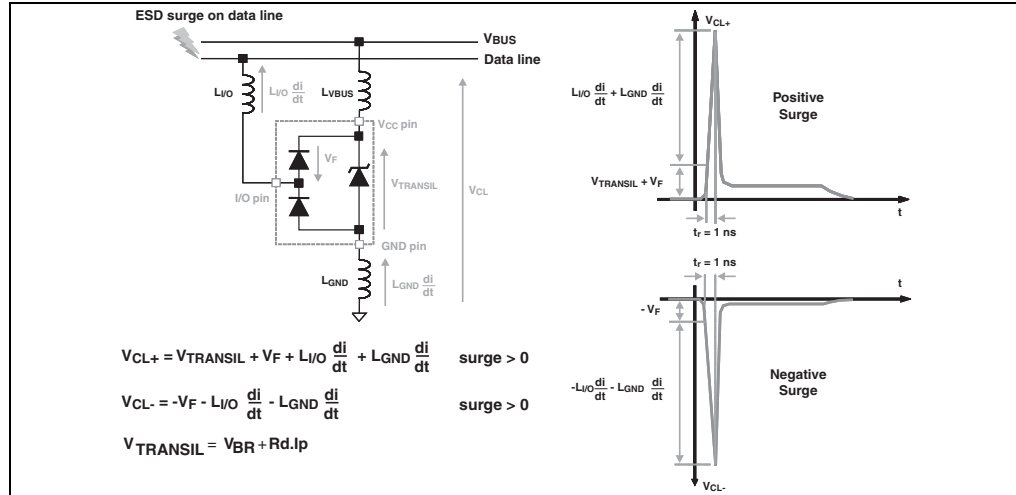 ESD surge on data line
VBUS
Data line
LI/O
LI/O di/dt
LVBUS
VCC pin
VF
VTRANSIL
VCL
I/O pin
GND pin
LGND
LGND di/dt
VCL+ = VTRANSIL + VF + LI/O di/dt + LGND di/dt surge > 0
VCL- = -VF - LI/O di/dt - LGND di/dt surge > 0
VTRANSIL = VBR + Rd.Ip
VCL+
LI/O di/dt + LGND di/dt
Positive
Surge
VTRANSIL + VF
t
tr = 1 ns
tr = 1 ns
t
- VF
-LI/O di/dt - LGND di/dt
Negative
Surge
VCL-